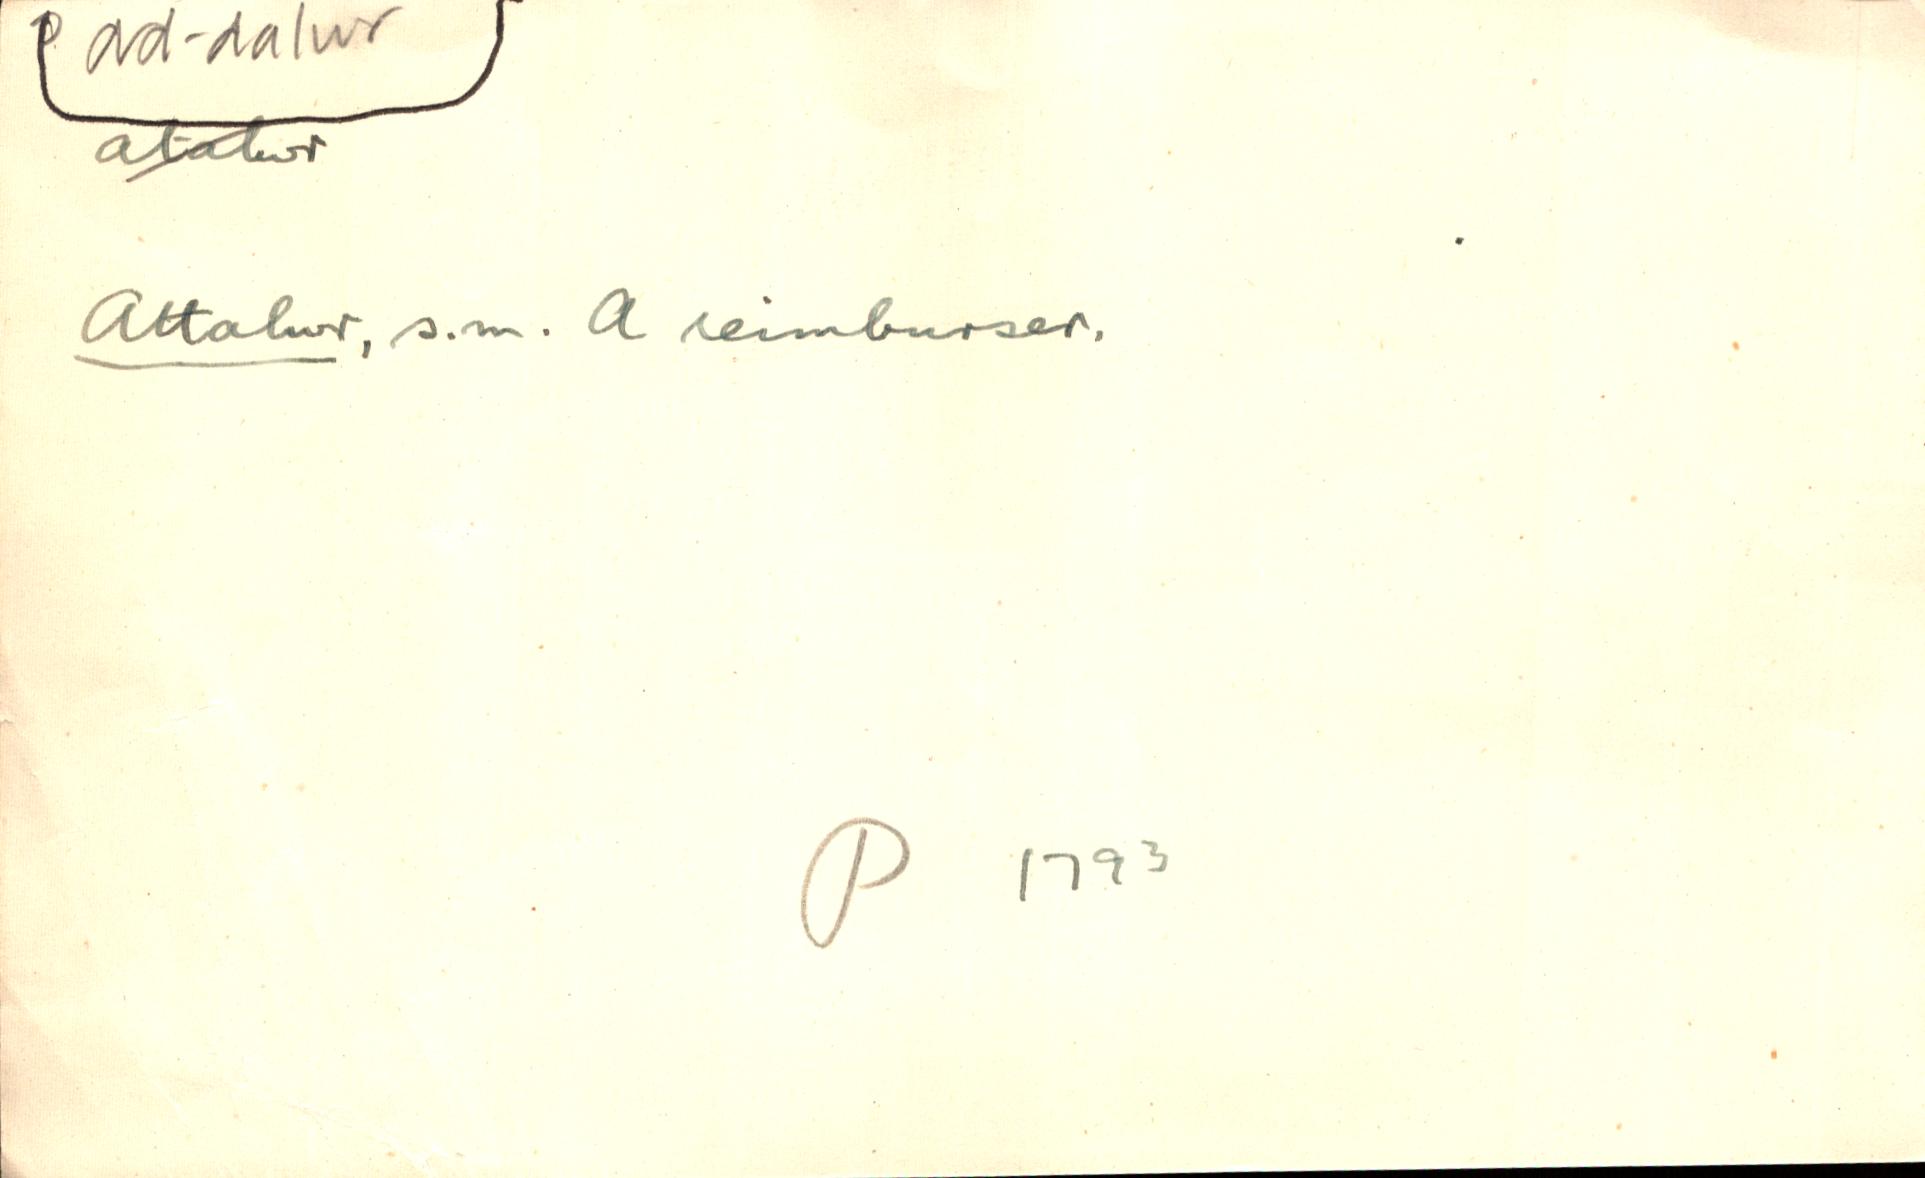 ad-dalwr
atalwr
Attalwr, s.m. A reimburser.
P 1793